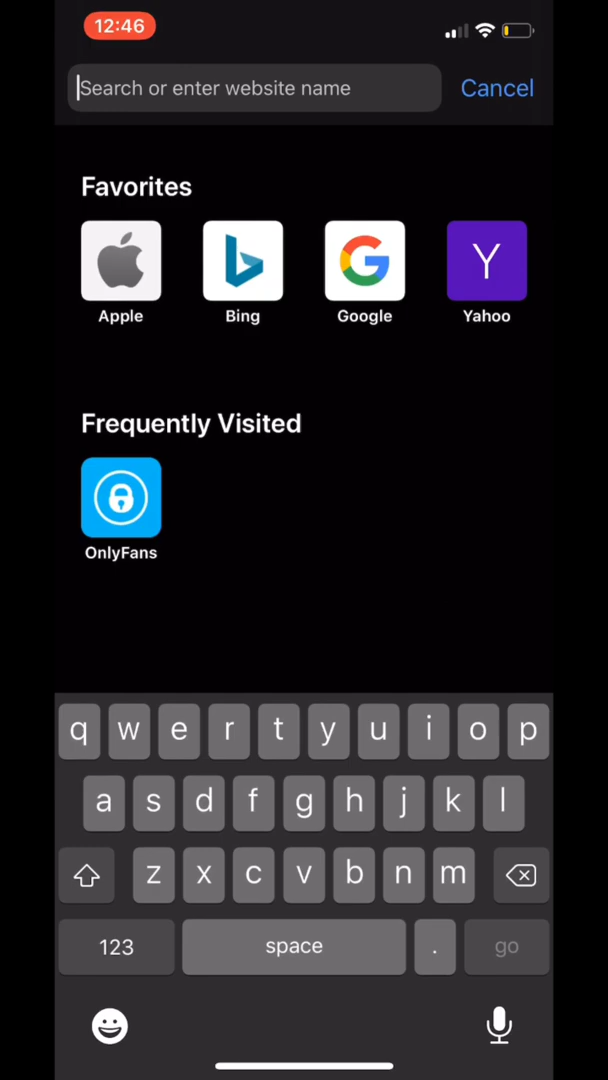 12:46
Search or enter website name
Cancel
Favorites
Apple
Bing
Google
Yahoo
Frequently Visited
OnlyFans
q w e r t y u i o p
a s d f g h j k l
z x c v b n m
123 space . go